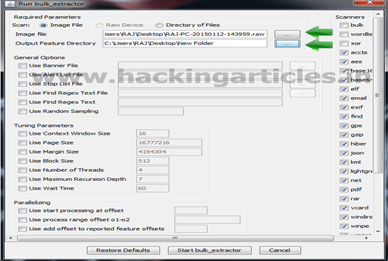 Run bulk_extractor
Required Parameters
Scan: Image File Raw Device Directory of Files
Image file Users\RAJ\Desktop\RAJ-PC-20150112-143959.raw
Output Feature Directory C:\Users\RAJ\Desktop\New Folder
General Options
Use Banner File
Use Alert List File
Use Stop List File
Use Find Regex Text File
Use Find Regex Text
Use Random Sampling
www.hackingarticles.in
Tuning Parameters
Use Context Window Size 16
Use Page Size 16777216
Use Margin Size 4194304
Use Block Size 512
Use Number of Threads 4
Use Maximum Recursion Depth 7
Use Wait Time 60
Parallelizing
Use start processing at offset
Use process range offset o1-o2
Use add offset to reported feature offsets
Scanners
bulk
wordlis
xor
accts
aes
base16
elf
email
exif
find
gps
gzip
hiber
json
kml
lightgre
net
pdf
rar
vcard
windirs
winpe
Restore Defaults Start bulk_extractor Cancel